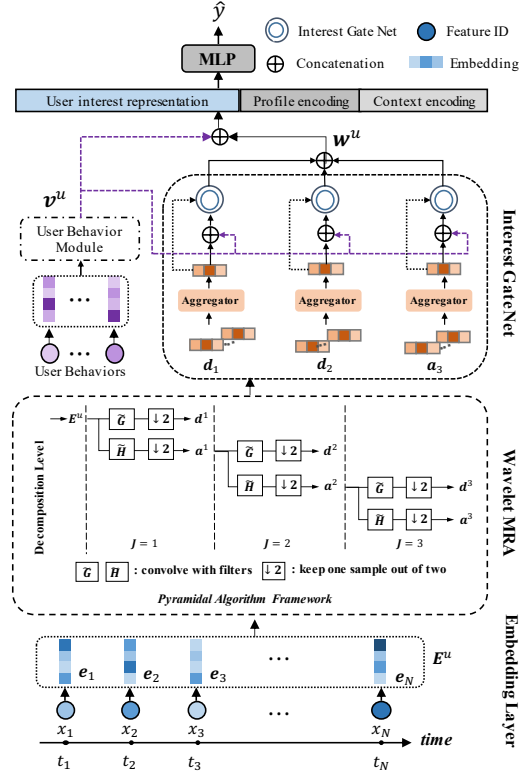 ŷ
Interest Gate Net
Feature ID
MLP
Concatenation
Embedding
User interest representation
Profile encoding
Context encoding
w^u
v^u
User Behavior
Module
...
User Behaviors
Aggregator
Aggregator
Aggregator
d_1
d_2
a_3
Interest Gate Net
Decomposition Level
E^u
G̃
↓ 2
d^1
H̃
↓ 2
a^1
G̃
↓ 2
d^2
H̃
↓ 2
a^2
G̃
↓ 2
d^3
H̃
↓ 2
a^3
J = 1
J = 2
J = 3
G̃ H̃ : convolve with filters ↓ 2 : keep one sample out of two
Pyramidal Algorithm Framework
Wavelet MRA
e_1
e_2
e_3
...
e_N
E^u
x_1
x_2
x_3
...
x_N
time
t_1
t_2
t_3
t_N
Embedding Layer